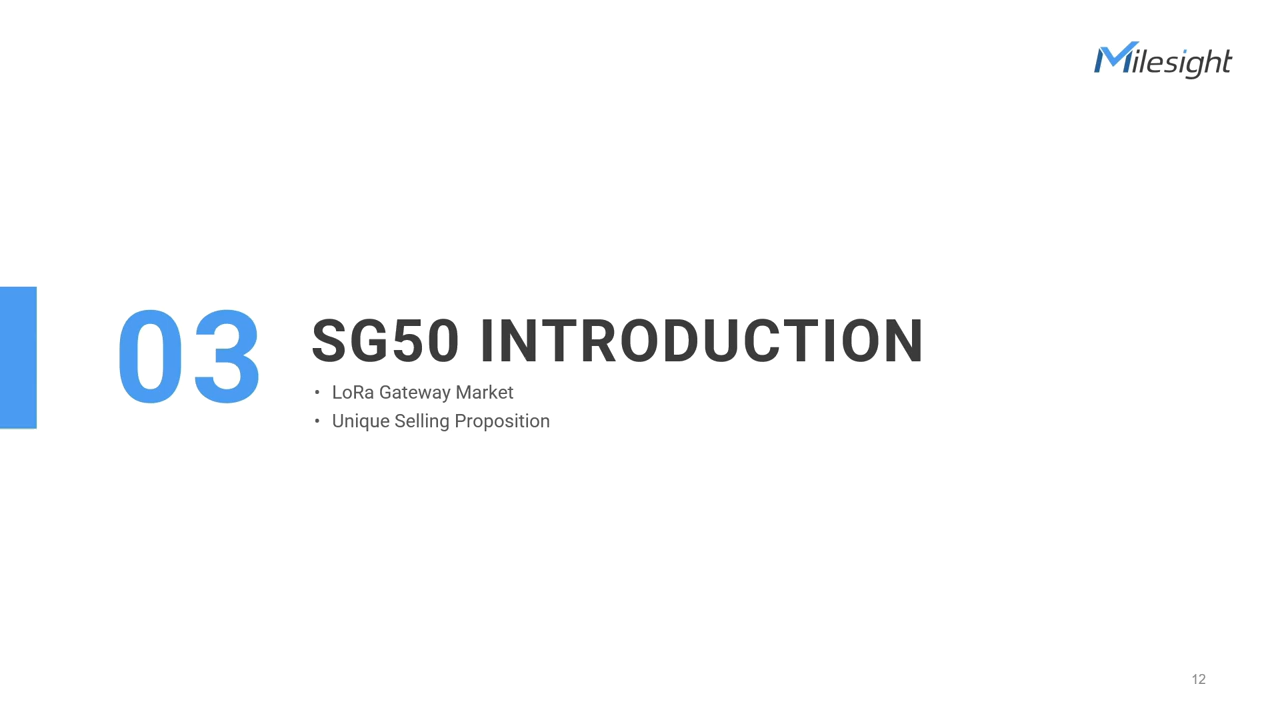 Milesight
03
SG50 INTRODUCTION
• LoRa Gateway Market
• Unique Selling Proposition
12